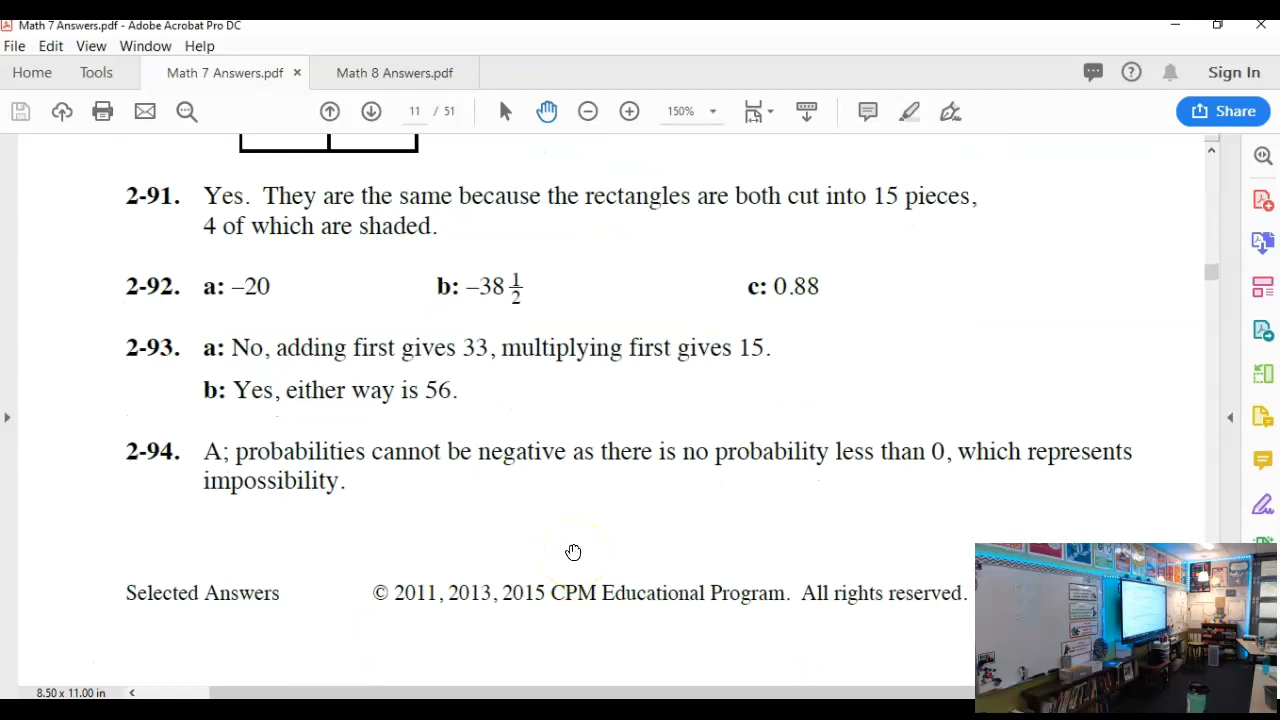 Math 7 Answers.pdf - Adobe Acrobat Pro DC
File Edit View Window Help
Home Tools Math 7 Answers.pdf × Math 8 Answers.pdf Sign In
11 / 51 150% Share
2-91. Yes. They are the same because the rectangles are both cut into 15 pieces,
4 of which are shaded.
2-92. a: –20 b: –38 1/2 c: 0.88
2-93. a: No, adding first gives 33, multiplying first gives 15.
b: Yes, either way is 56.
2-94. A; probabilities cannot be negative as there is no probability less than 0, which represents
impossibility.
Selected Answers © 2011, 2013, 2015 CPM Educational Program. All rights reserved.
8.50 x 11.00 in